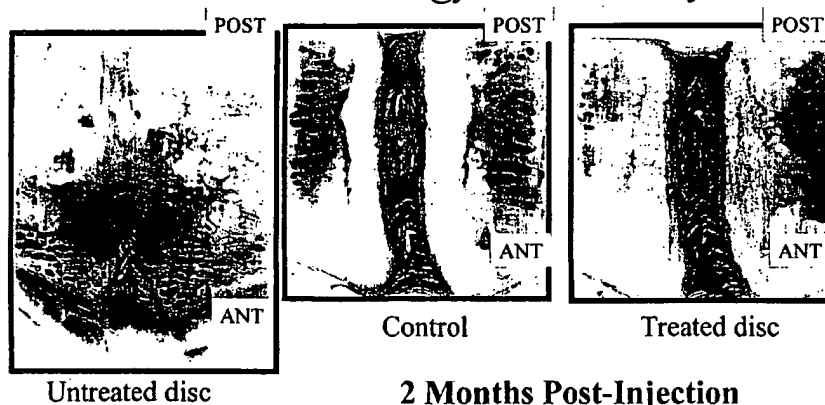 POST
POST
POST
ANT
ANT
ANT
Control
Treated disc
Untreated disc
2 Months Post-Injection